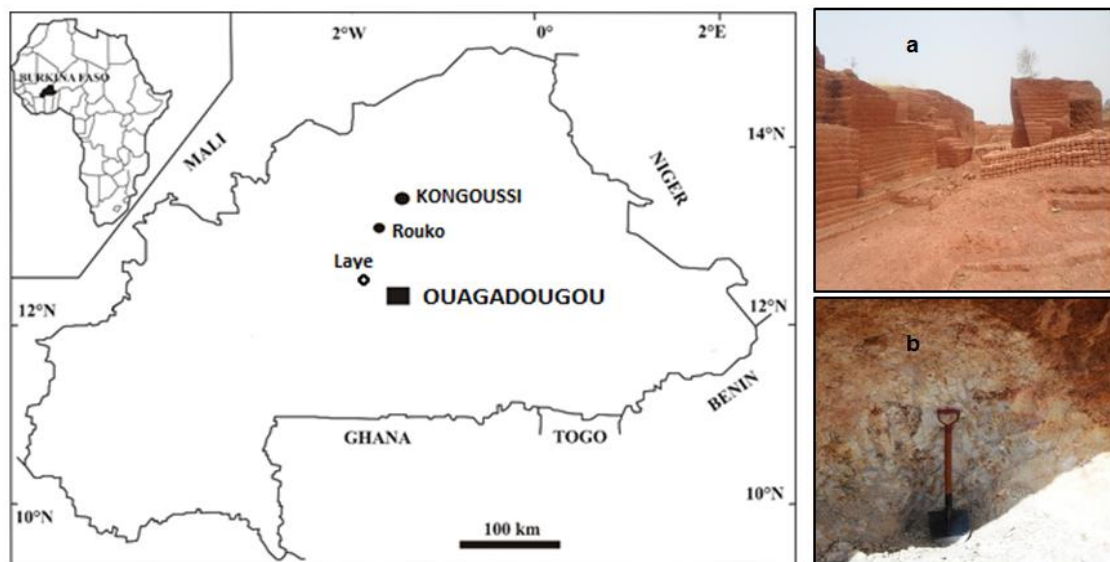 2°W
0°
2°E
BURKINA FASO
MALI
14°N
NIGER
KONGOUSSI
Rouko
Laye
OUAGADOUGOU
12°N
12°N
BENIN
GHANA
TOGO
10°N
10°N
100 km
a
b